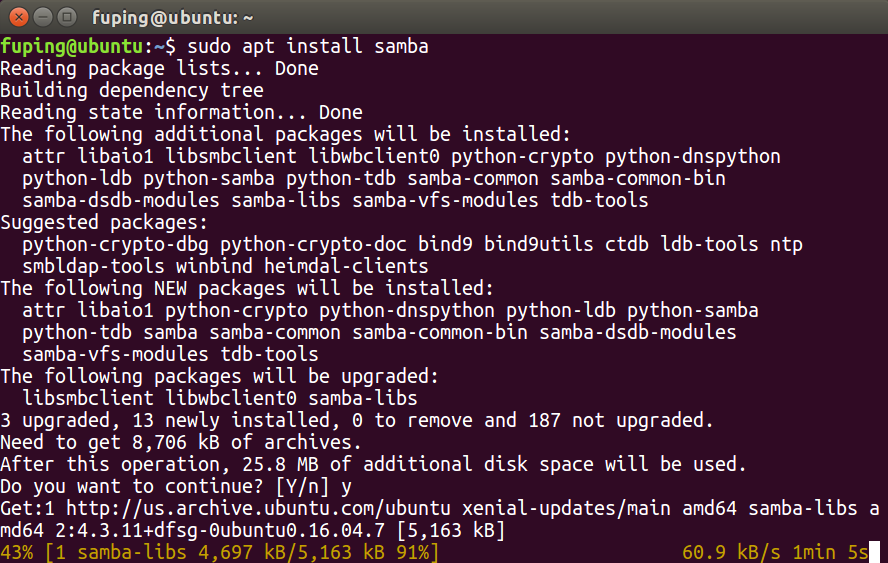 fuping@ubuntu: ~
fuping@ubuntu:~$ sudo apt install samba
Reading package lists... Done
Building dependency tree
Reading state information... Done
The following additional packages will be installed:
  attr libaio1 libsmbclient libwbclient0 python-crypto python-dnspython
  python-ldb python-samba python-tdb samba-common samba-common-bin
  samba-dsdb-modules samba-libs samba-vfs-modules tdb-tools
Suggested packages:
  python-crypto-dbg python-crypto-doc bind9 bind9utils ctdb ldb-tools ntp
  smbldap-tools winbind heimdal-clients
The following NEW packages will be installed:
  attr libaio1 python-crypto python-dnspython python-ldb python-samba
  python-tdb samba samba-common samba-common-bin samba-dsdb-modules
  samba-vfs-modules tdb-tools
The following packages will be upgraded:
  libsmbclient libwbclient0 samba-libs
3 upgraded, 13 newly installed, 0 to remove and 187 not upgraded.
Need to get 8,706 kB of archives.
After this operation, 25.8 MB of additional disk space will be used.
Do you want to continue? [Y/n] y
Get:1 http://us.archive.ubuntu.com/ubuntu xenial-updates/main amd64 samba-libs a
md64 2:4.3.11+dfsg-0ubuntu0.16.04.7 [5,163 kB]
43% [1 samba-libs 4,697 kB/5,163 kB 91%] 60.9 kB/s 1min 5s